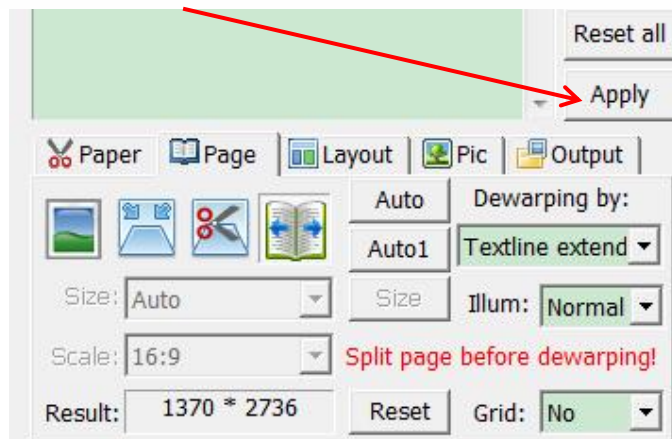 Reset all
Apply
Paper Page Layout Pic Output
Auto Dewarping by:
Auto1 Textline extend
Size: Auto Size Illum: Normal
Scale: 16:9 Split page before dewarping!
Result: 1370 * 2736 Reset Grid: No